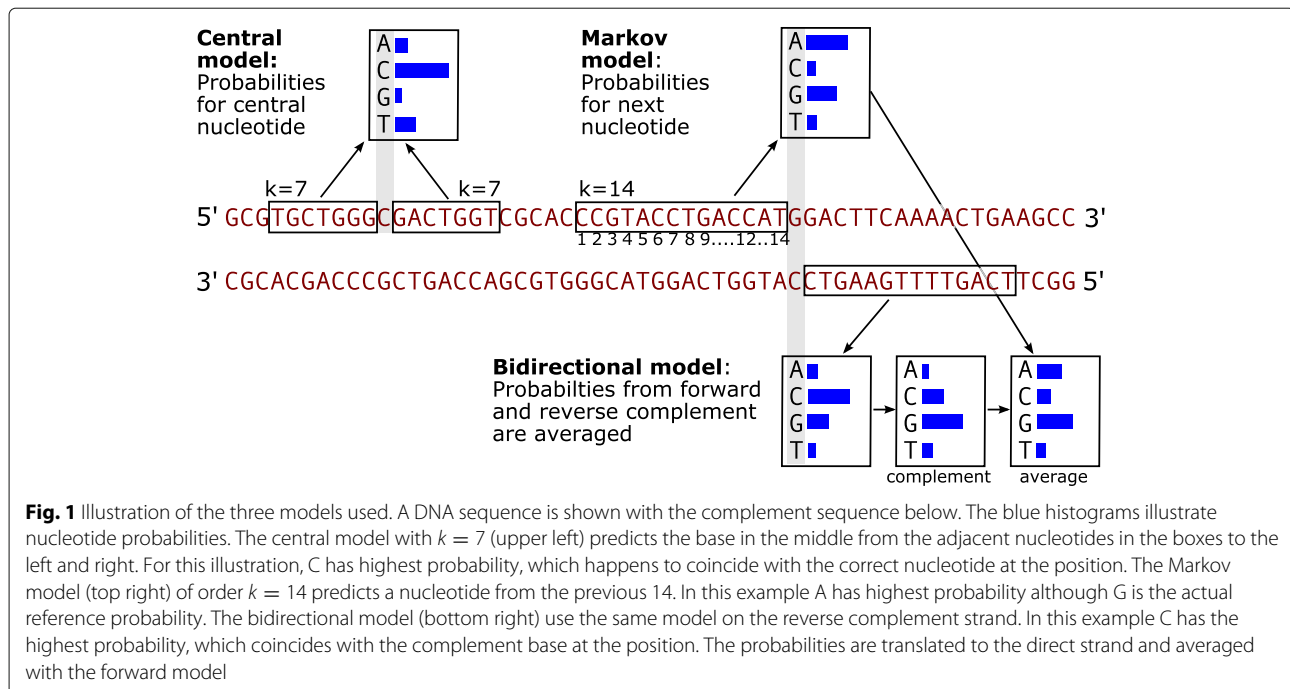 Central
model:
Probabilities
for central
nucleotide
A
C
G
T
Markov
model:
Probabilities
for next
nucleotide
A
C
G
T
k=7
k=7
k=14
5' GCGTGCTGGGCGACTGGTCGCACCCGTACCTGACCATGGACTTCAAAACTGAAGCC 3'
1 2 3 4 5 6 7 8 9....12..14
3' CGCACGACCCGCTGACCAGCGTGGGCATGGACTGGTACCTGAAGTTTTGACTTCGG 5'
Bidirectional model:
Probabilties from forward
and reverse complement
are averaged
A
C
G
T
A
C
G
T
complement
A
C
G
T
average
Fig. 1 Illustration of the three models used. A DNA sequence is shown with the complement sequence below. The blue histograms illustrate
nucleotide probabilities. The central model with k = 7 (upper left) predicts the base in the middle from the adjacent nucleotides in the boxes to the
left and right. For this illustration, C has highest probability, which happens to coincide with the correct nucleotide at the position. The Markov
model (top right) of order k = 14 predicts a nucleotide from the previous 14. In this example A has highest probability although G is the actual
reference probability. The bidirectional model (bottom right) use the same model on the reverse complement strand. In this example C has the
highest probability, which coincides with the complement base at the position. The probabilities are translated to the direct strand and averaged
with the forward model